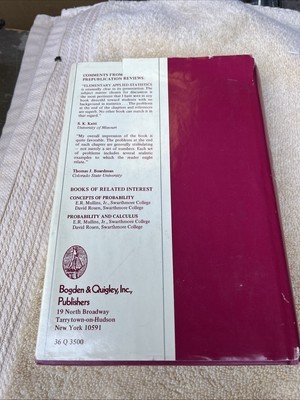 COMMENTS FROM
PREPUBLICATION REVIEWS:
"ELEMENTARY APPLIED STATISTICS
is unusually clear in its presentation. The
subject matter chosen for discussion is
the most pertinent that I have seen in any
book directed toward students with no
background in statistics . . . The problems
at the end of the chapters and references
are superb. No other book can match it in
that regard."
S. K. Katti
University of Missouri
"My overall impression of the book is
quite favorable. The problems at the end
of each chapter are generally stimulating
– not merely a set of numbers. Each set
of problems includes several realistic
examples to which the reader might
relate."
Thomas J. Boardman
Colorado State University
BOOKS OF RELATED INTEREST
CONCEPTS OF PROBABILITY
E.R. Mullins, Jr., Swarthmore College
David Rosen, Swarthmore College
PROBABILITY AND CALCULUS
E.R. Mullins, Jr., Swarthmore College
David Rosen, Swarthmore College
Bogden & Quigley, Inc.,
Publishers
19 North Broadway
Tarrytown-on-Hudson
New York 10591
36 Q 3500